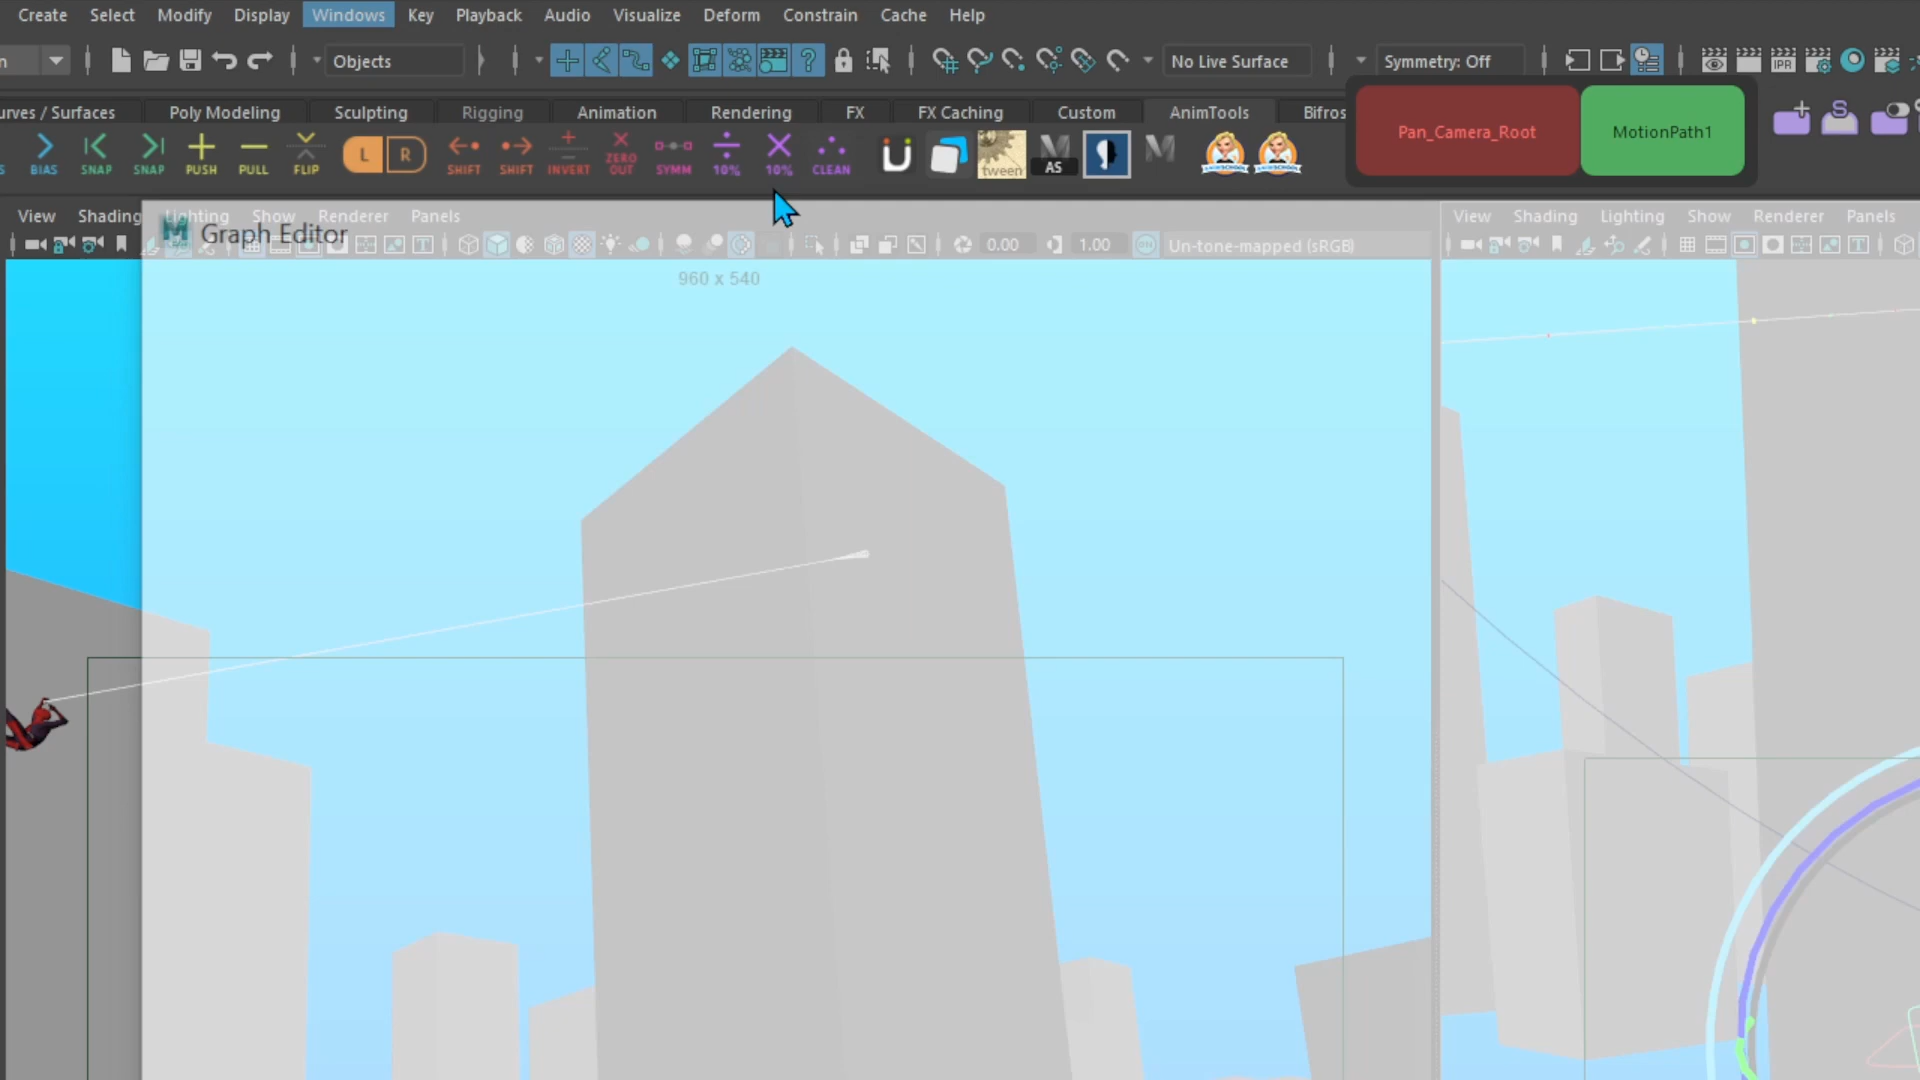 Create Select Modify Display Windows Key Playback Audio Visualize Deform Constrain Cache Help
Objects No Live Surface Symmetry: Off
urves / Surfaces Poly Modeling Sculpting Rigging Animation Rendering FX FX Caching Custom AnimTools Bifros
Pan_Camera_Root MotionPath1
L R
BIAS SNAP SNAP PUSH PULL FLIP SHIFT SHIFT INVERT ZERO OUT SYMM 10% 10% CLEAN tween AS
View Shading Lighting Show Renderer Panels
View Shading Lighting Show Renderer Panels
Graph Editor
0.00 1.00 ON Un-tone-mapped (sRGB)
960 x 540